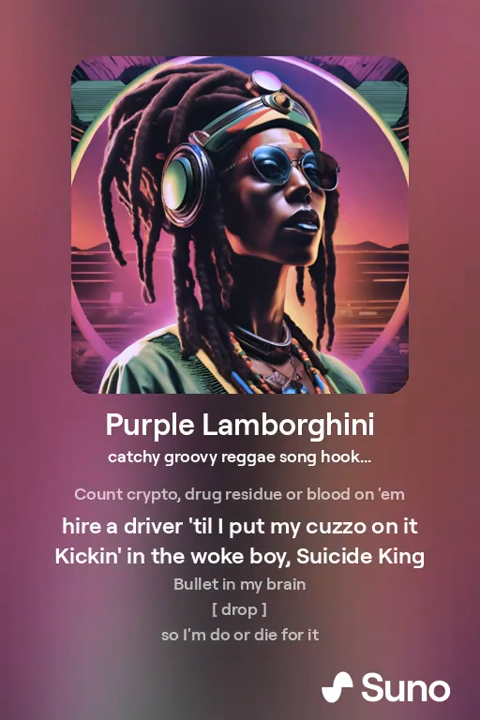 Purple Lamborghini
catchy groovy reggae song hook...
Count crypto, drug residue or blood on 'em
hire a driver 'til I put my cuzzo on it
Kickin' in the woke boy, Suicide King
Bullet in my brain
[ drop ]
so I'm do or die for it
Suno